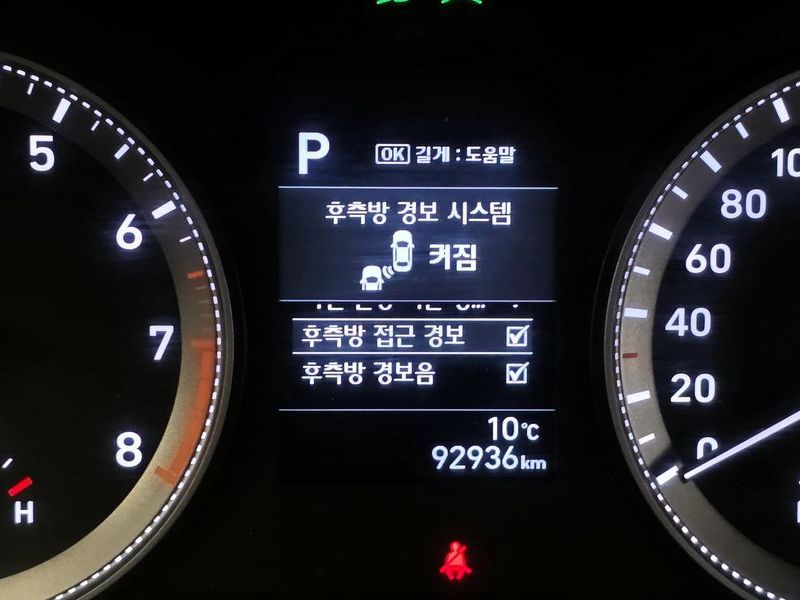 P
OK 길게 : 도움말
후측방 경보 시스템
켜짐
후측방 접근 경보
후측방 경보음
10℃
92936km
5
6
7
8
H
80
60
40
20
0